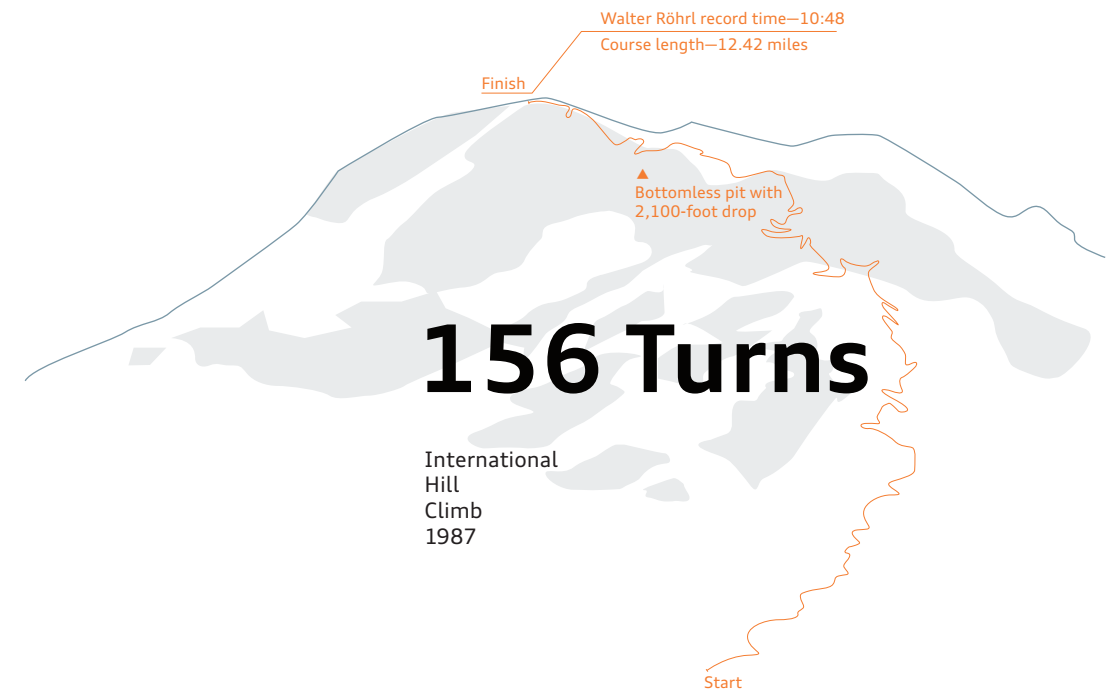 Walter Röhrl record time—10:48
Course length—12.42 miles
Finish
Bottomless pit with
2,100-foot drop
156 Turns
International
Hill
Climb
1987
Start